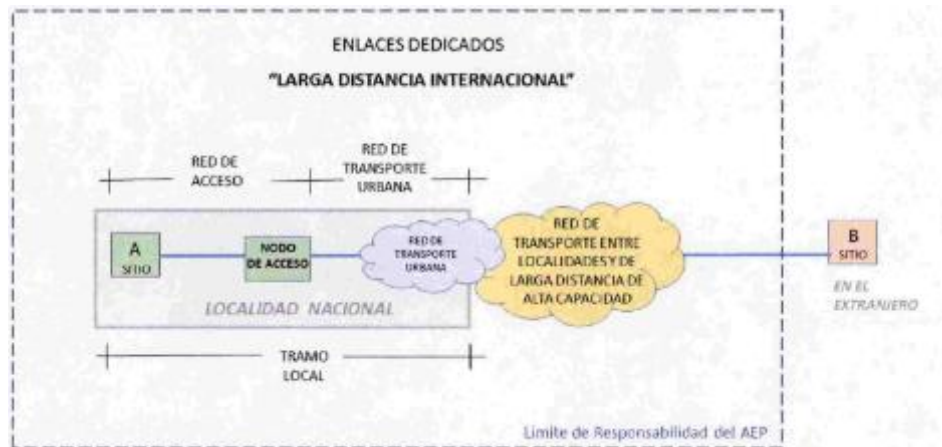 ENLACES DEDICADOS
"LARGA DISTANCIA INTERNACIONAL"
RED DE
ACCESO
RED DE
TRANSPORTE
URBANA
A
SITIO
NODO
DE ACCESO
RED DE
TRANSPORTE
URBANA
RED DE
TRANSPORTE ENTRE
LOCALIDADES Y DE
LARGA DISTANCIA DE
ALTA CAPACIDAD
B
SITIO
EN EL
EXTRANJERO
LOCALIDAD NACIONAL
TRAMO
LOCAL
Limite de Responsabilidad del AEP